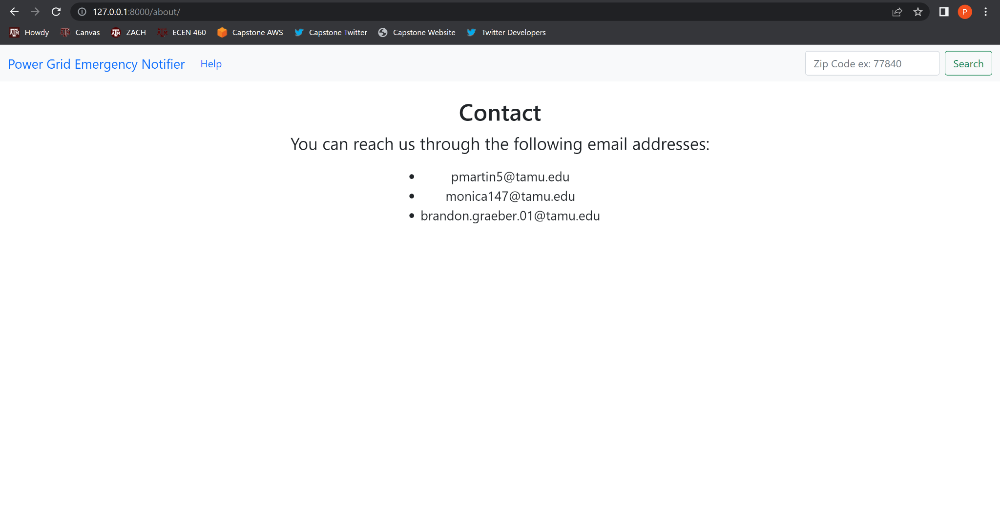 127.0.0.1:8000/about/
P
Howdy Canvas ZACH ECEN 460 Capstone AWS Capstone Twitter Capstone Website Twitter Developers
Power Grid Emergency Notifier Help Zip Code ex: 77840 Search
Contact
You can reach us through the following email addresses:
• pmartin5@tamu.edu
• monica147@tamu.edu
• brandon.graeber.01@tamu.edu